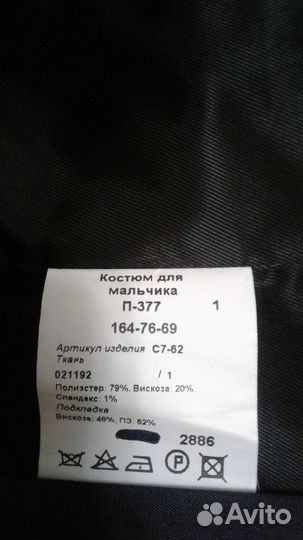 Костюм для
мальчика
П-377 1
164-76-69
Артикул изделия С7-62
Ткань
021192 / 1
Полиэстер: 79%, Вискоза: 20%,
Спандекс: 1%
Подкладка
Вискоза: 48%, ПЭ: 52%
2886
P
Avito